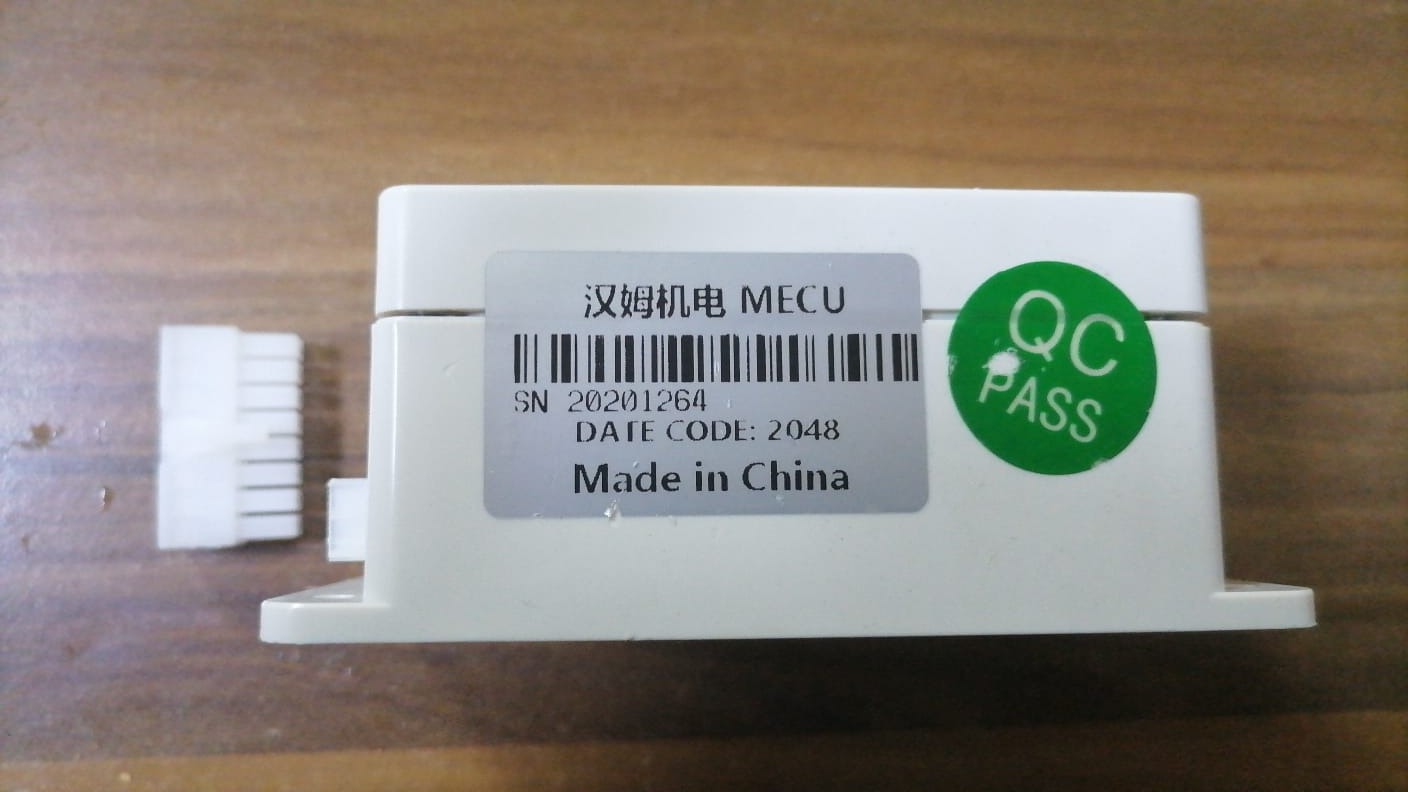 汉姆机电 MECU
SN 20201264
DATE CODE: 2048
Made in China
QC
PASS